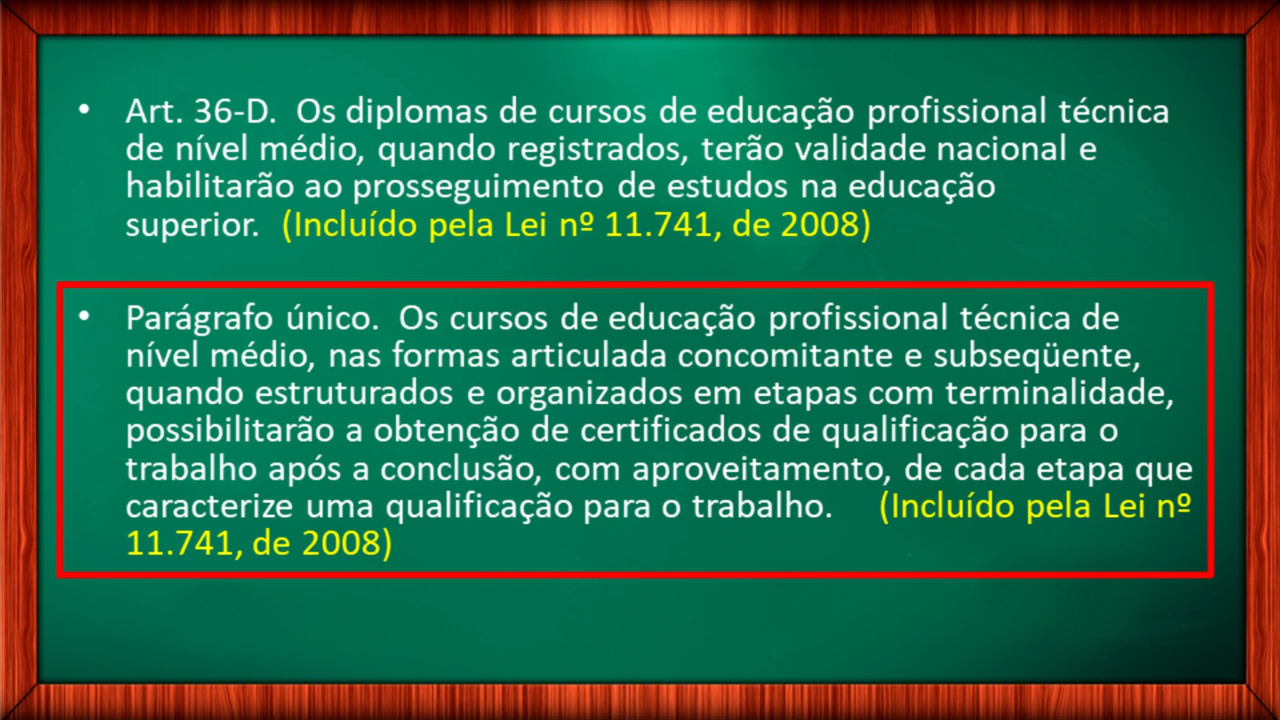 • Art. 36-D. Os diplomas de cursos de educação profissional técnica
de nível médio, quando registrados, terão validade nacional e
habilitarão ao prosseguimento de estudos na educação
superior. (Incluído pela Lei nº 11.741, de 2008)
• Parágrafo único. Os cursos de educação profissional técnica de
nível médio, nas formas articulada concomitante e subseqüente,
quando estruturados e organizados em etapas com terminalidade,
possibilitarão a obtenção de certificados de qualificação para o
trabalho após a conclusão, com aproveitamento, de cada etapa que
caracterize uma qualificação para o trabalho. (Incluído pela Lei nº
11.741, de 2008)